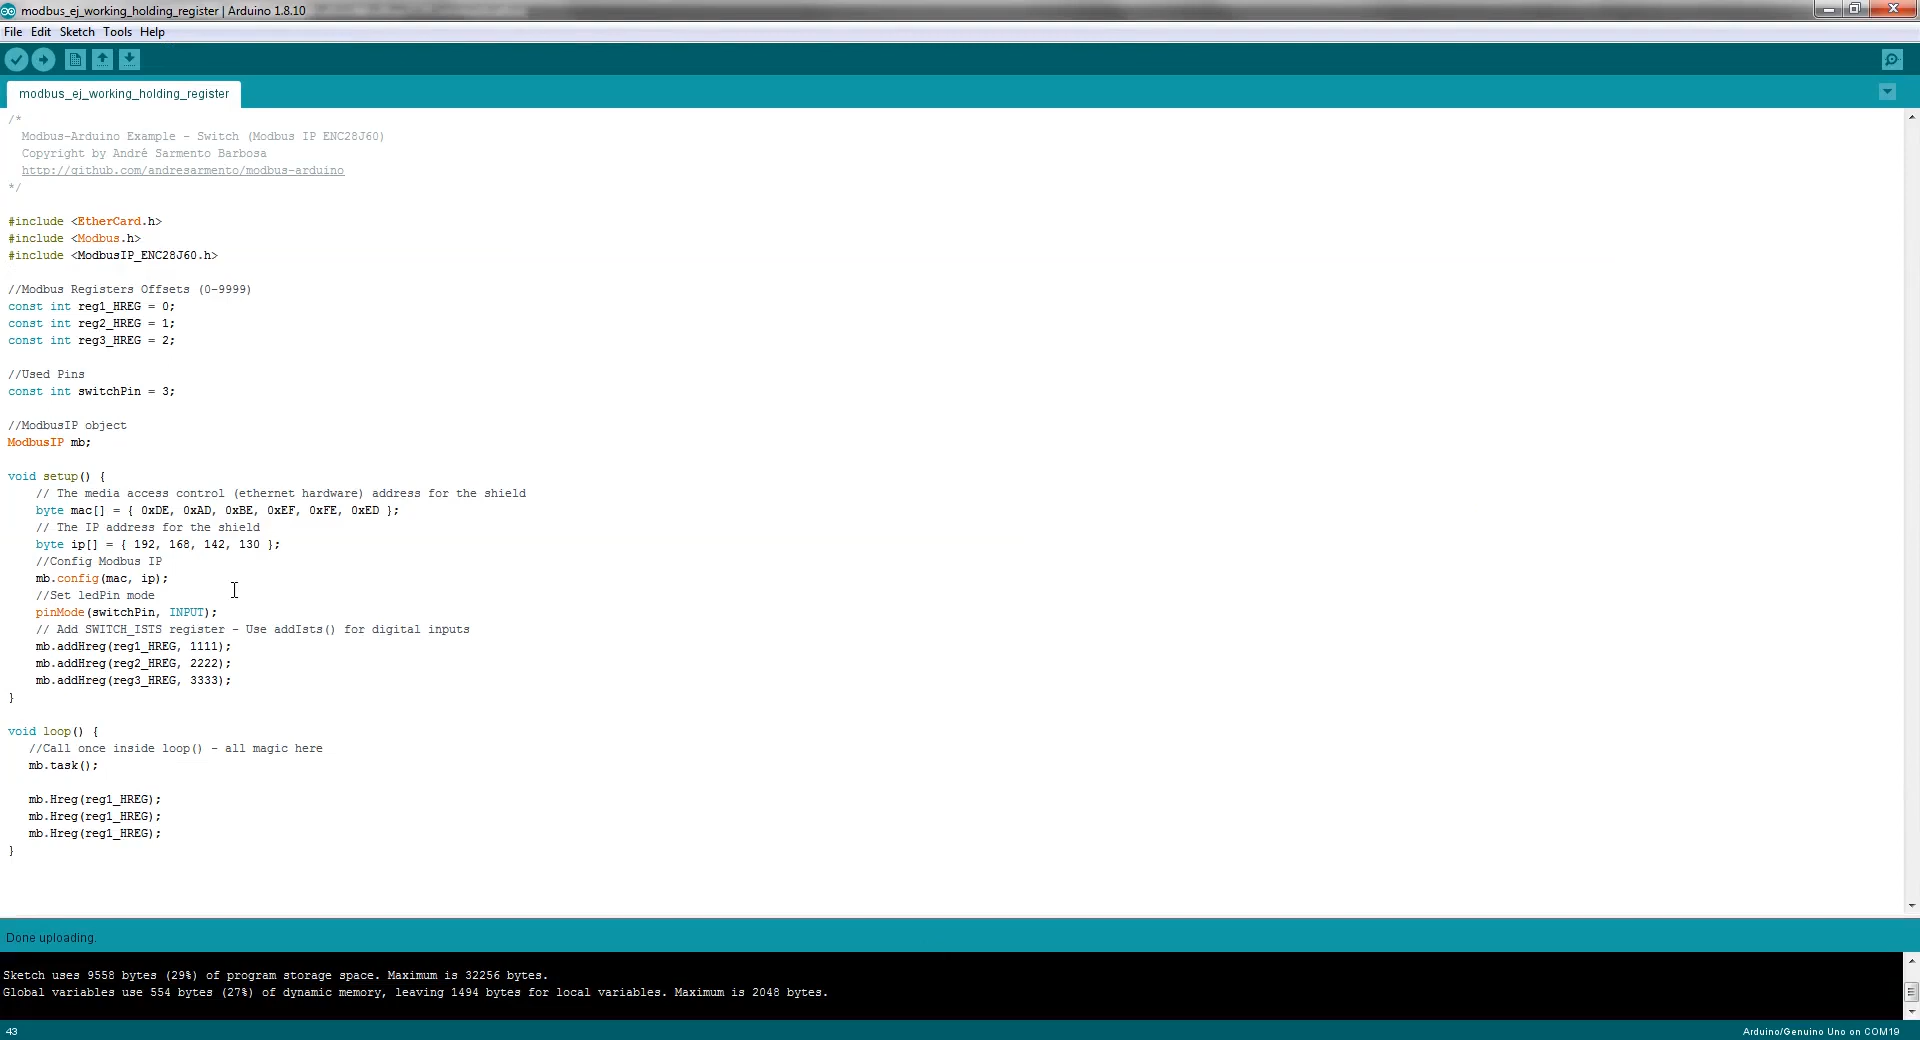 modbus_ej_working_holding_register | Arduino 1.8.10
File Edit Sketch Tools Help
modbus_ej_working_holding_register
/*
  Modbus-Arduino Example - Switch (Modbus IP ENC28J60)
  Copyright by André Sarmento Barbosa
  http://github.com/andresarmento/modbus-arduino
*/
#include <EtherCard.h>
#include <Modbus.h>
#include <ModbusIP_ENC28J60.h>
//Modbus Registers Offsets (0-9999)
const int reg1_HREG = 0;
const int reg2_HREG = 1;
const int reg3_HREG = 2;
//Used Pins
const int switchPin = 3;
//ModbusIP object
ModbusIP mb;
void setup() {
    // The media access control (ethernet hardware) address for the shield
    byte mac[] = { 0xDE, 0xAD, 0xBE, 0xEF, 0xFE, 0xED };
    // The IP address for the shield
    byte ip[] = { 192, 168, 142, 130 };
    //Config Modbus IP
    mb.config(mac, ip);
    //Set ledPin mode
    pinMode(switchPin, INPUT);
    // Add SWITCH_ISTS register - Use addIsts() for digital inputs
    mb.addHreg(reg1_HREG, 1111);
    mb.addHreg(reg2_HREG, 2222);
    mb.addHreg(reg3_HREG, 3333);
}
void loop() {
   //Call once inside loop() - all magic here
   mb.task();
   mb.Hreg(reg1_HREG);
   mb.Hreg(reg1_HREG);
   mb.Hreg(reg1_HREG);
}
Done uploading.
Sketch uses 9558 bytes (29%) of program storage space. Maximum is 32256 bytes.
Global variables use 554 bytes (27%) of dynamic memory, leaving 1494 bytes for local variables. Maximum is 2048 bytes.
43 Arduino/Genuino Uno on COM19